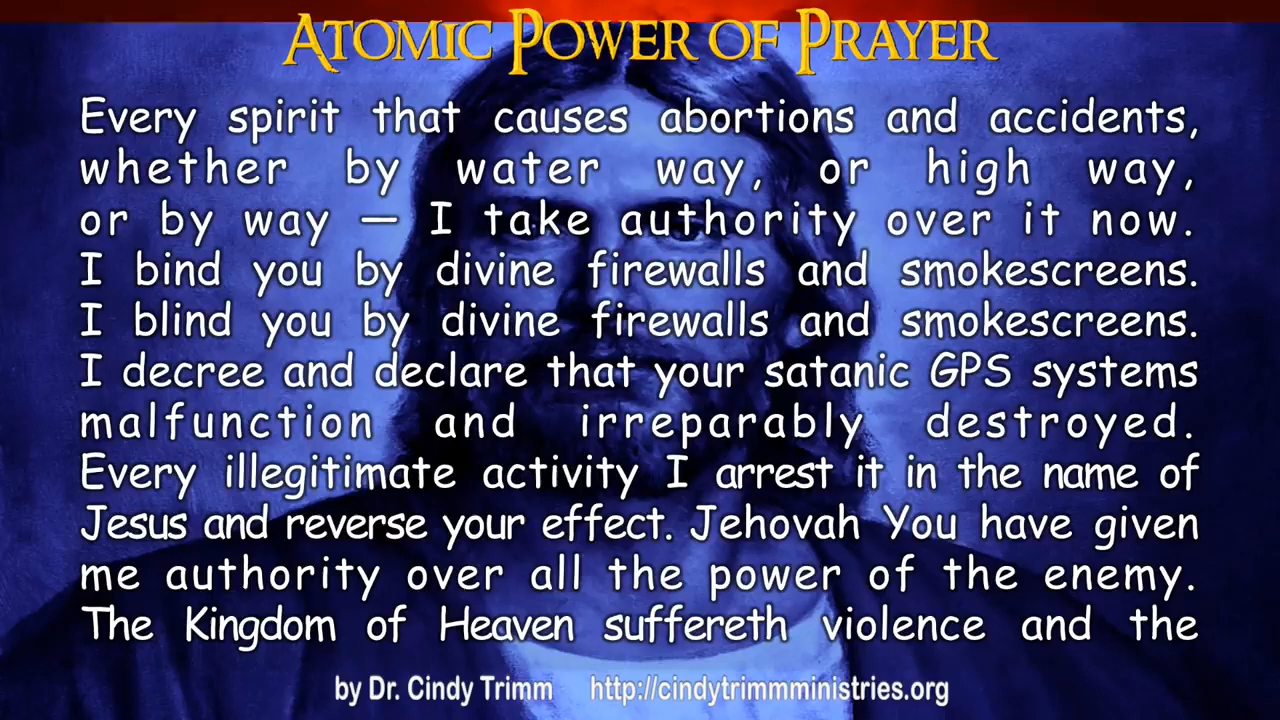 Atomic Power of Prayer
Every spirit that causes abortions and accidents,
whether by water way, or high way,
or by way — I take authority over it now.
I bind you by divine firewalls and smokescreens.
I blind you by divine firewalls and smokescreens.
I decree and declare that your satanic GPS systems
malfunction and irreparably destroyed.
Every illegitimate activity I arrest it in the name of
Jesus and reverse your effect. Jehovah You have given
me authority over all the power of the enemy.
The Kingdom of Heaven suffereth violence and the
by Dr. Cindy Trimm http://cindytrimmministries.org